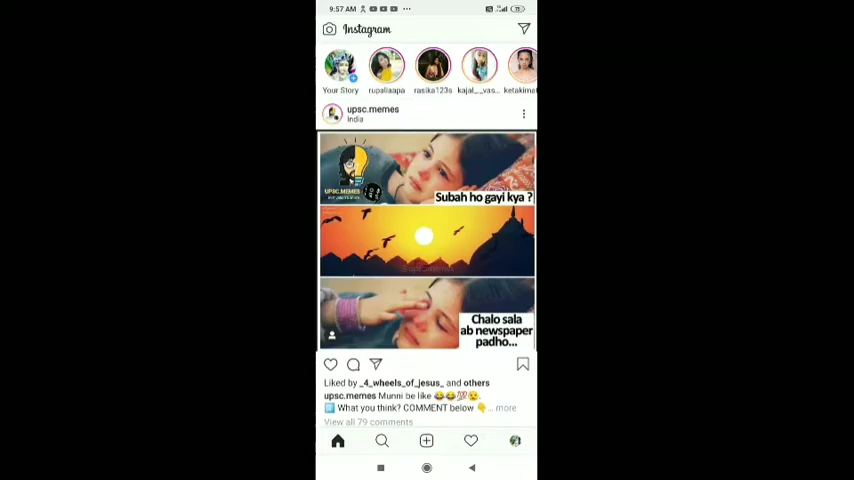 9:57 AM
Instagram
Your Story
rupaliaapa
rasika123s
kajal_._vas...
ketakimat
upsc.memes
India
UPSC.MEMES
Subah ho gayi kya ?
Chalo sala
ab newspaper
padho...
Liked by _4_wheels_of_jesus_ and others
upsc.memes Munni be like 😂😂💯😒.
What you think? COMMENT below 👇... more
View all 79 comments